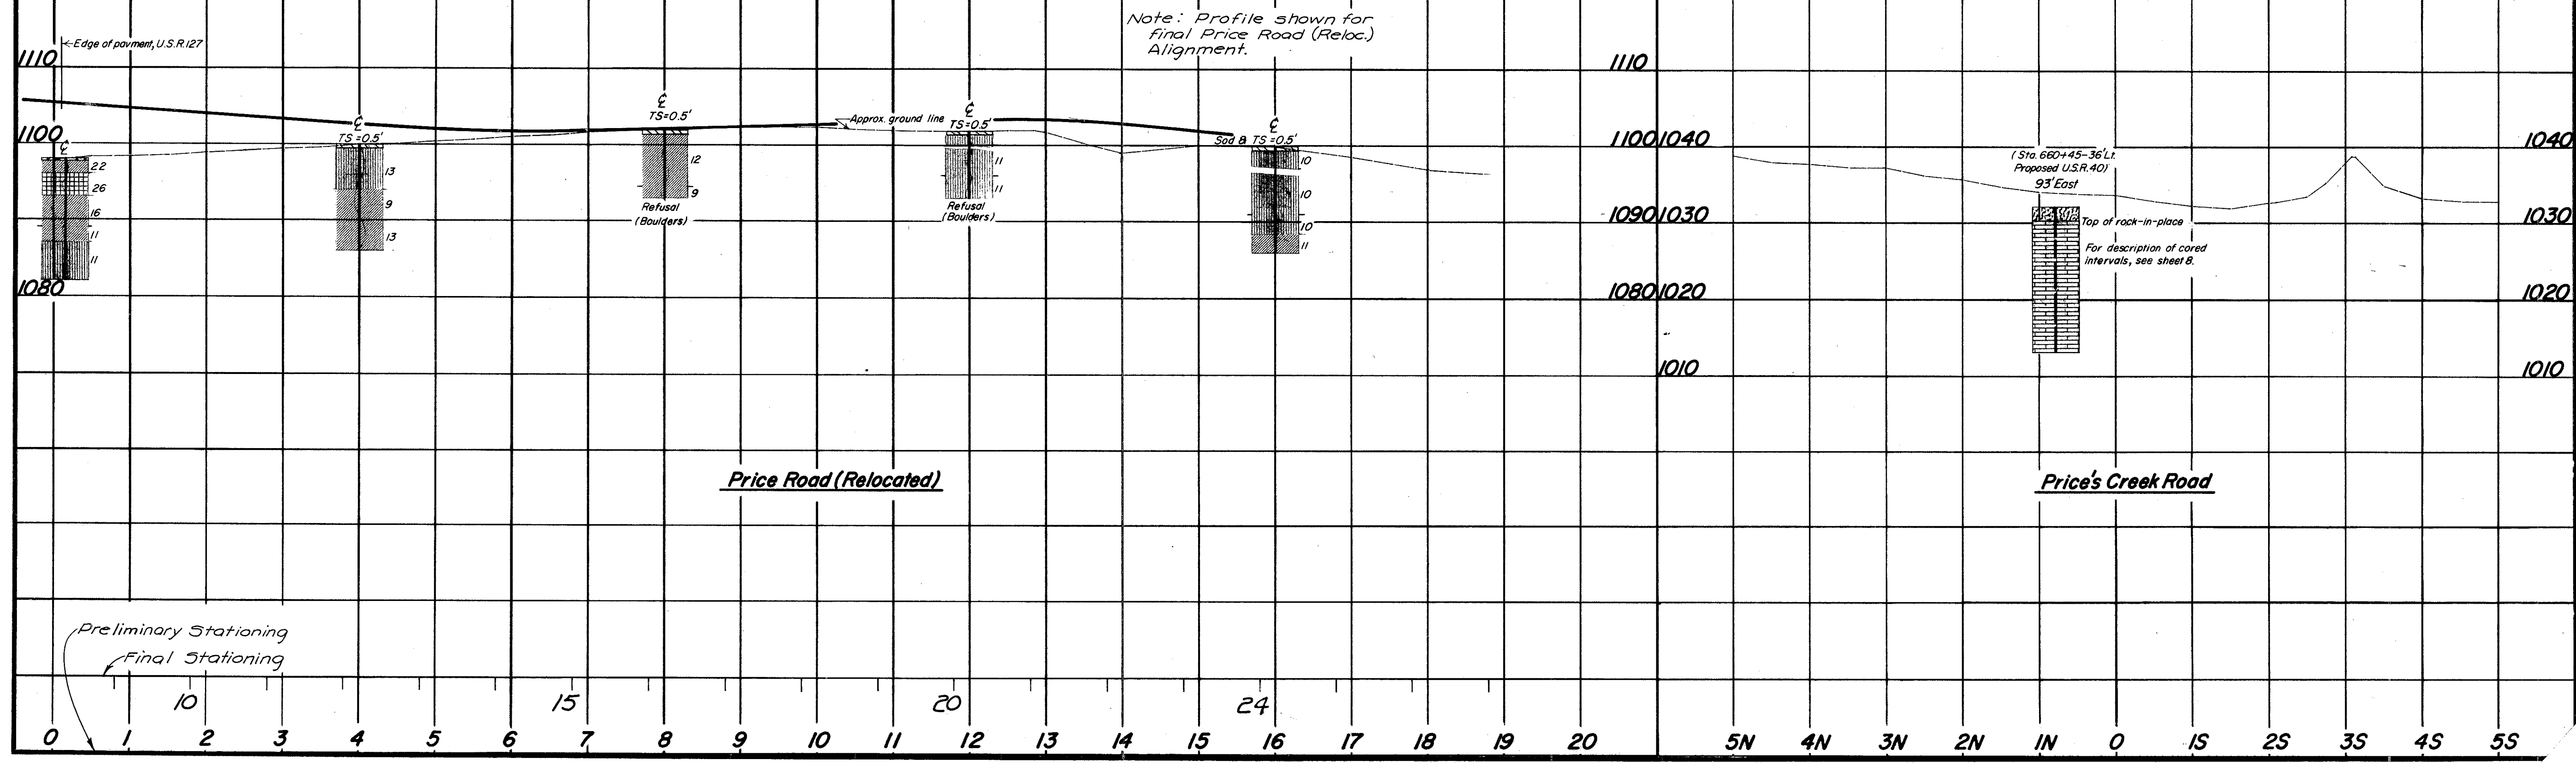 Note: Profile shown for
final Price Road (Reloc.)
Alignment.
Edge of pavment, U.S.R.127
1110
1110
℄
TS=0.5'
℄
TS=0.5'
℄
TS=0.5'
Approx. ground line
℄
Sod & TS=0.5'
1100
℄
1100
1040
1040
22
26
16
11
11
13
9
13
12
9
Refusal
(Boulders)
11
11
Refusal
(Boulders)
10
10
10
11
(Sta. 660+45-36'Lt.
Proposed U.S.R.40)
93' East
1090
1030
1030
Top of rock-in-place
For description of cored
intervals, see sheet 8.
1080
1080
1020
1020
1010
1010
Price Road (Relocated)
Price's Creek Road
Preliminary Stationing
Final Stationing
10 15 20 24
0 1 2 3 4 5 6 7 8 9 10 11 12 13 14 15 16 17 18 19 20 5N 4N 3N 2N 1N 0 1S 2S 3S 4S 5S